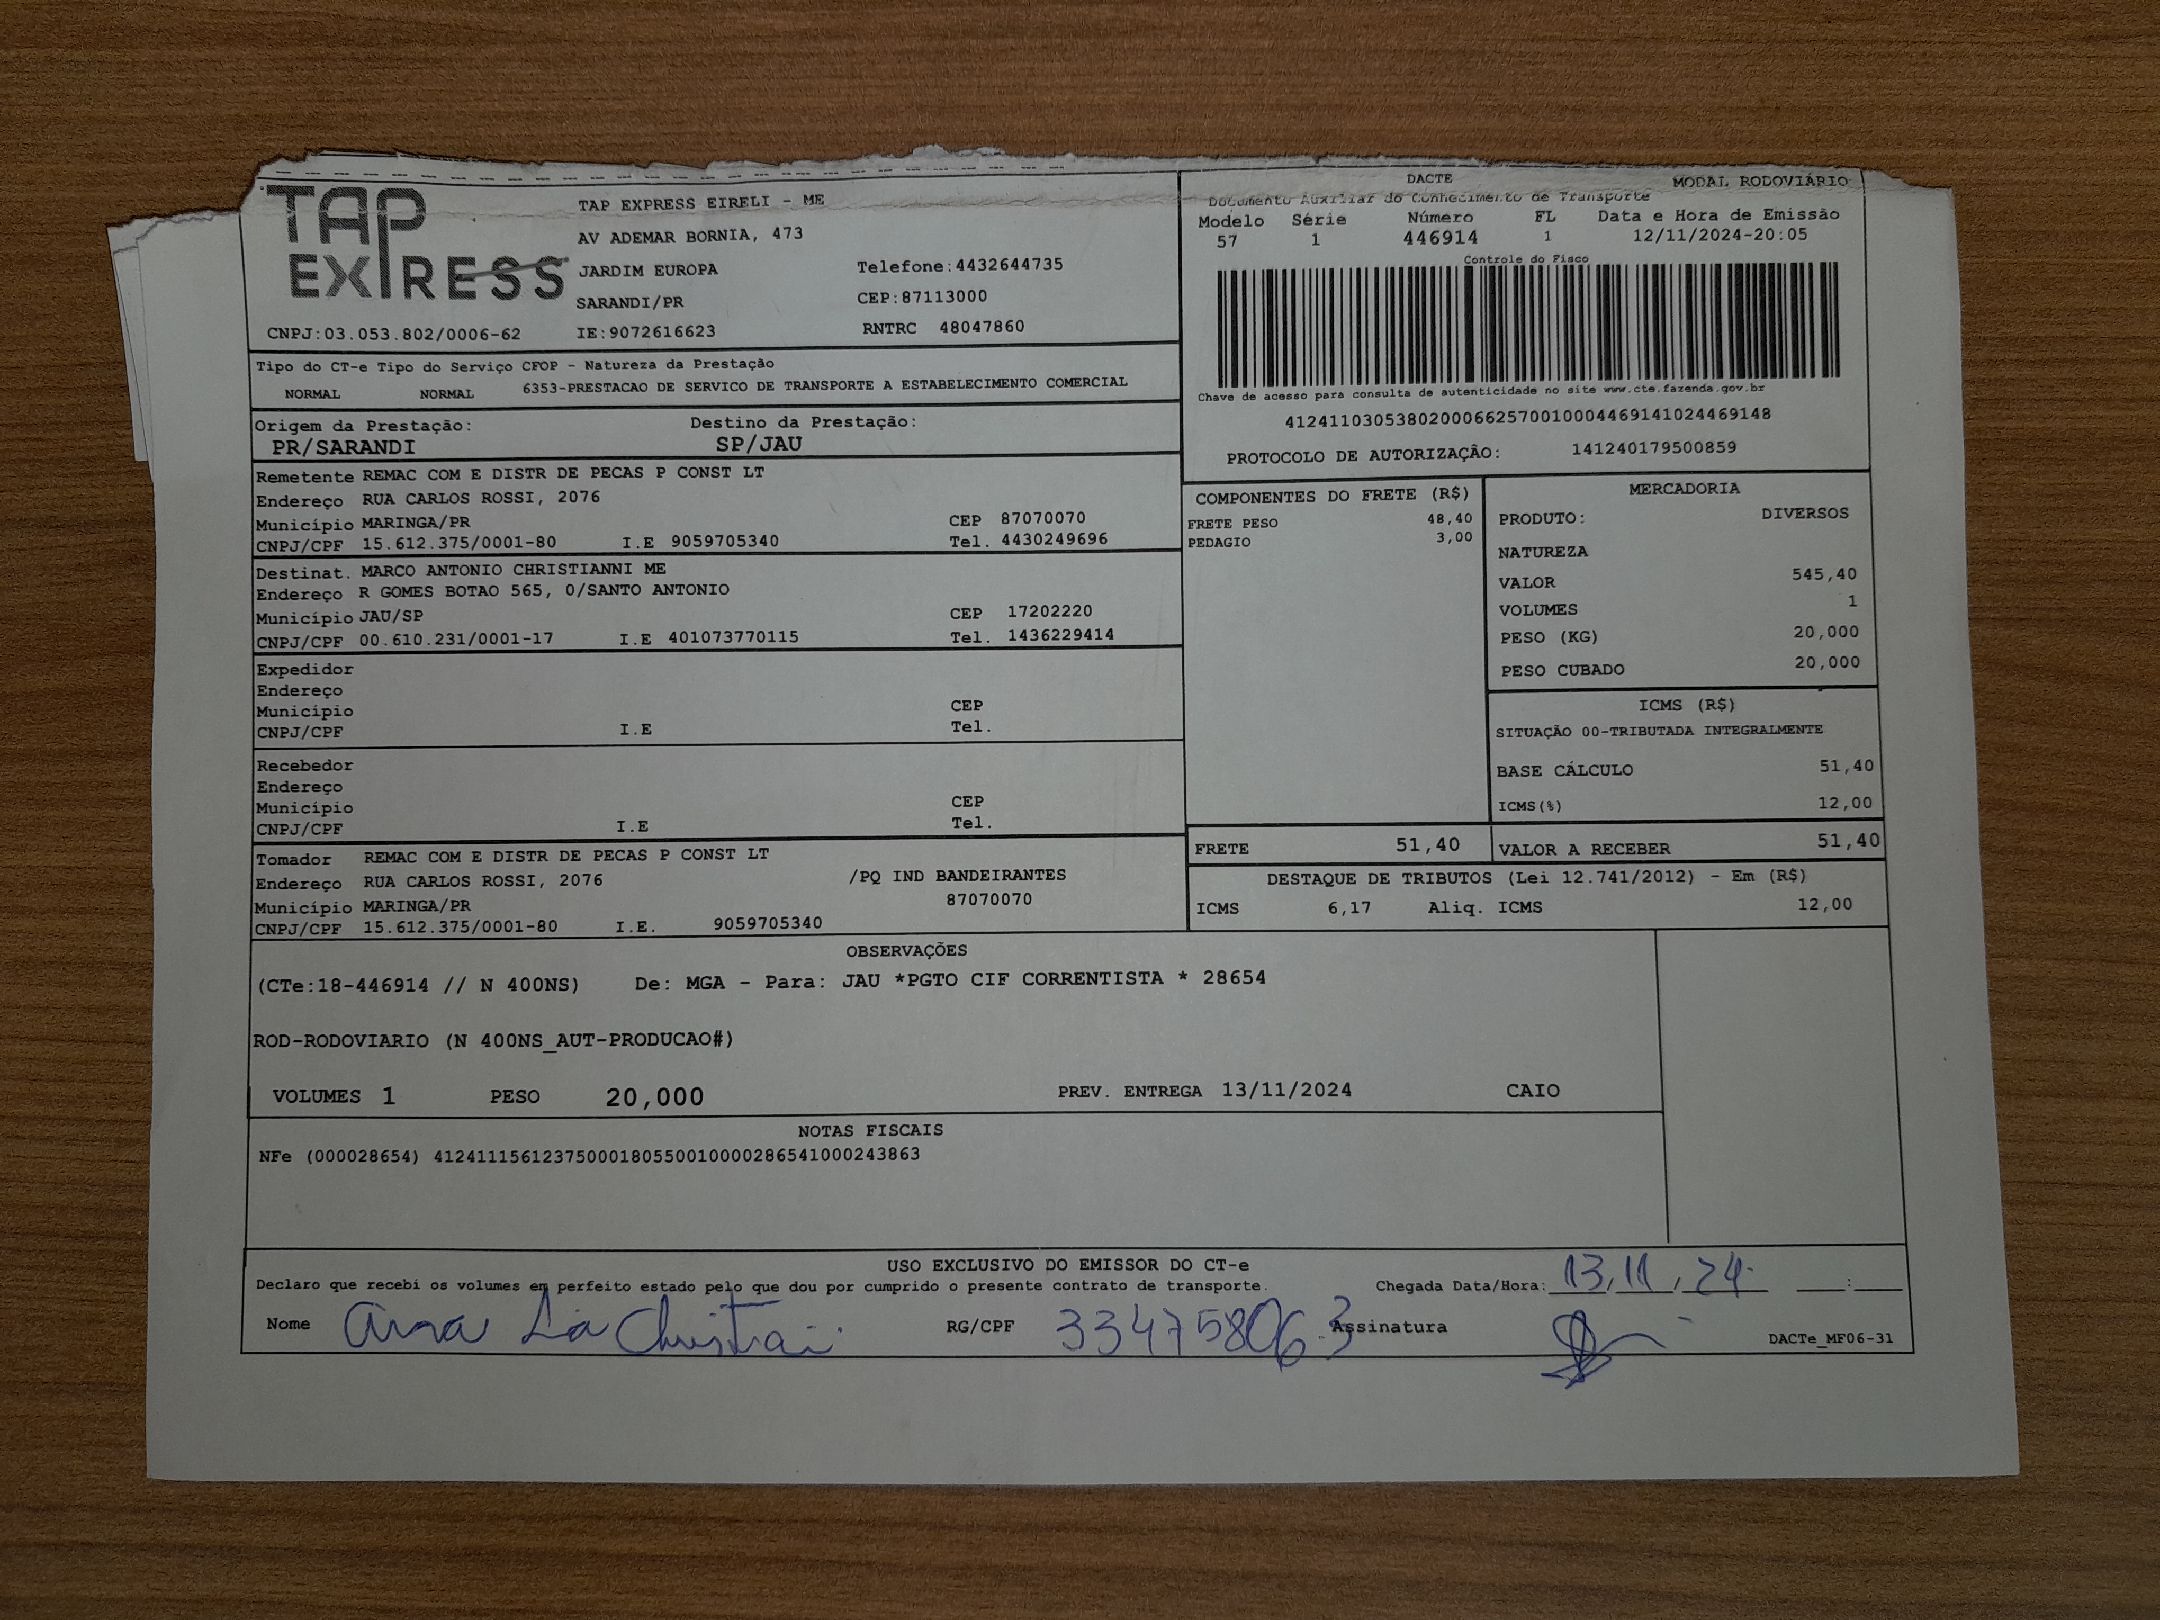 TAP
EXPRESS
TAP EXPRESS EIRELI - ME
AV ADEMAR BORNIA, 473
JARDIM EUROPA Telefone:4432644735
SARANDI/PR CEP:87113000
CNPJ:03.053.802/0006-62 IE:9072616623 RNTRC 48047860
DACTE MODAL RODOVIÁRIO
Documento Auxiliar do Conhecimento de Transporte
Modelo Série Número FL Data e Hora de Emissão
57 1 446914 1 12/11/2024-20:05
Controle do Fisco
Chave de acesso para consulta de autenticidade no site www.cte.fazenda.gov.br
41241103053802000662570010004469141024469148
PROTOCOLO DE AUTORIZAÇÃO: 141240179500859
Tipo do CT-e Tipo do Serviço CFOP - Natureza da Prestação
NORMAL NORMAL 6353-PRESTACAO DE SERVICO DE TRANSPORTE A ESTABELECIMENTO COMERCIAL
Origem da Prestação: Destino da Prestação:
PR/SARANDI SP/JAU
Remetente REMAC COM E DISTR DE PECAS P CONST LT
Endereço RUA CARLOS ROSSI, 2076
Município MARINGA/PR CEP 87070070
CNPJ/CPF 15.612.375/0001-80 I.E 9059705340 Tel. 4430249696
Destinat. MARCO ANTONIO CHRISTIANNI ME
Endereço R GOMES BOTAO 565, 0/SANTO ANTONIO
Município JAU/SP CEP 17202220
CNPJ/CPF 00.610.231/0001-17 I.E 401073770115 Tel. 1436229414
Expedidor
Endereço
Município CEP
CNPJ/CPF I.E Tel.
Recebedor
Endereço
Município CEP
CNPJ/CPF I.E Tel.
Tomador REMAC COM E DISTR DE PECAS P CONST LT
Endereço RUA CARLOS ROSSI, 2076 /PQ IND BANDEIRANTES
Município MARINGA/PR 87070070
CNPJ/CPF 15.612.375/0001-80 I.E. 9059705340
COMPONENTES DO FRETE (R$)
FRETE PESO 48,40
PEDAGIO 3,00
MERCADORIA
PRODUTO: DIVERSOS
NATUREZA
VALOR 545,40
VOLUMES 1
PESO (KG) 20,000
PESO CUBADO 20,000
ICMS (R$)
SITUAÇÃO 00-TRIBUTADA INTEGRALMENTE
BASE CÁLCULO 51,40
ICMS(%) 12,00
FRETE 51,40 VALOR A RECEBER 51,40
DESTAQUE DE TRIBUTOS (Lei 12.741/2012) - Em (R$)
ICMS 6,17 Aliq. ICMS 12,00
OBSERVAÇÕES
(CTe:18-446914 // N 400NS) De: MGA - Para: JAU *PGTO CIF CORRENTISTA * 28654
ROD-RODOVIARIO (N 400NS_AUT-PRODUCAO#)
VOLUMES 1 PESO 20,000 PREV. ENTREGA 13/11/2024 CAIO
NOTAS FISCAIS
NFe (000028654) 41241115612375000180550010000286541000243863
USO EXCLUSIVO DO EMISSOR DO CT-e
Declaro que recebi os volumes em perfeito estado pelo que dou por cumprido o presente contrato de transporte. Chegada Data/Hora: 13,11,24 :
Nome Ana Lia RG/CPF 33475806.3 Assinatura
DACTe_MF06-31